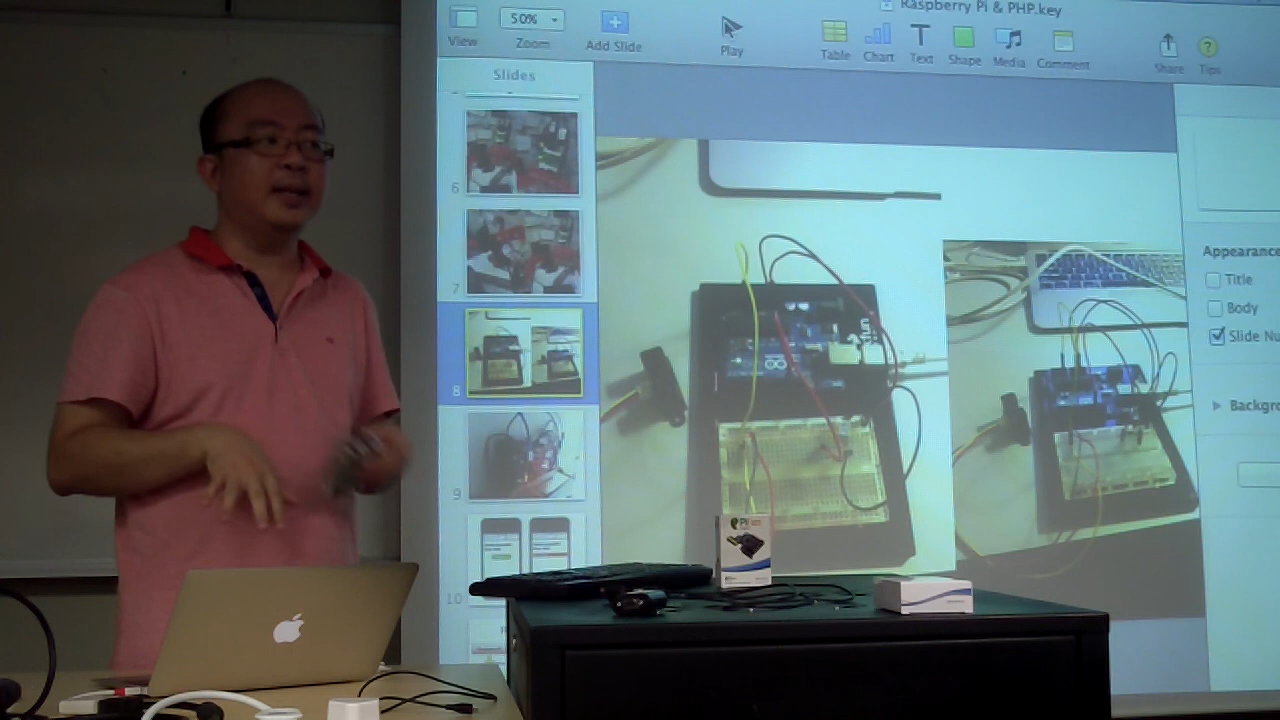 Raspberry Pi & PHP.key
50%
View
Zoom
Add Slide
Play
Table
Chart
Text
Shape
Media
Comment
Share
Tips
Slides
6
7
8
9
10
Appearance
Title
Body
Slide Nu
Backgro
Pi